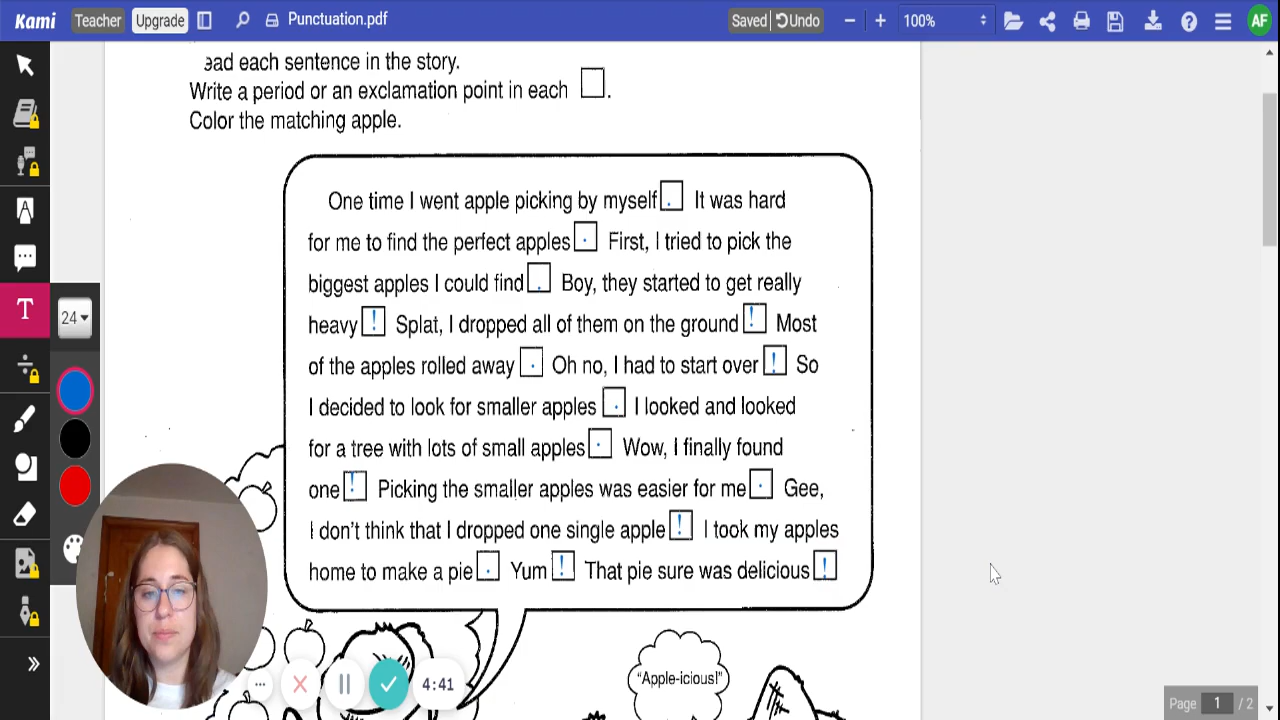 Kami Teacher Upgrade Punctuation.pdf Saved Undo 100% AF
ead each sentence in the story.
Write a period or an exclamation point in each □.
Color the matching apple.
One time I went apple picking by myself . It was hard
for me to find the perfect apples . First, I tried to pick the
biggest apples I could find . Boy, they started to get really
heavy ! Splat, I dropped all of them on the ground ! Most
of the apples rolled away . Oh no, I had to start over ! So
I decided to look for smaller apples . I looked and looked
for a tree with lots of small apples . Wow, I finally found
one ! Picking the smaller apples was easier for me . Gee,
I don't think that I dropped one single apple ! I took my apples
home to make a pie . Yum ! That pie sure was delicious !
T
24
"Apple-icious!"
4:41
Page 1 / 2